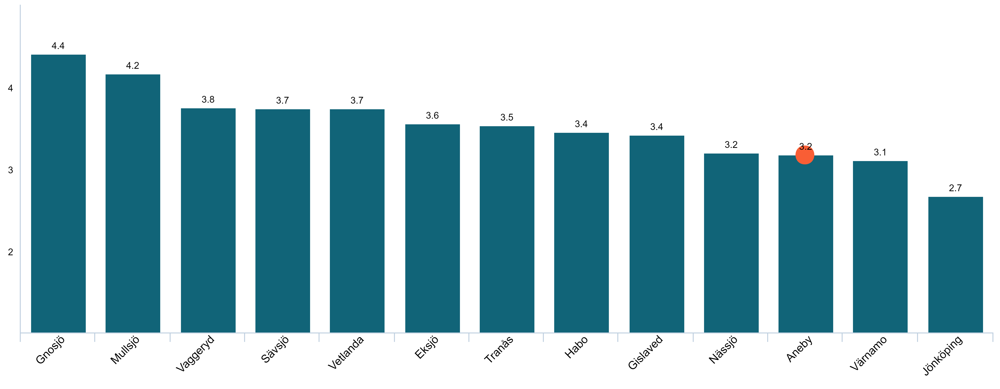 4.4
4.2
3.8
3.7
3.7
3.6
3.5
3.4
3.4
3.2
3.2
3.1
2.7
4
3
2
Gnosjö
Mullsjö
Vaggeryd
Sävsjö
Vetlanda
Eksjö
Tranås
Habo
Gislaved
Nässjö
Aneby
Värnamo
Jönköping